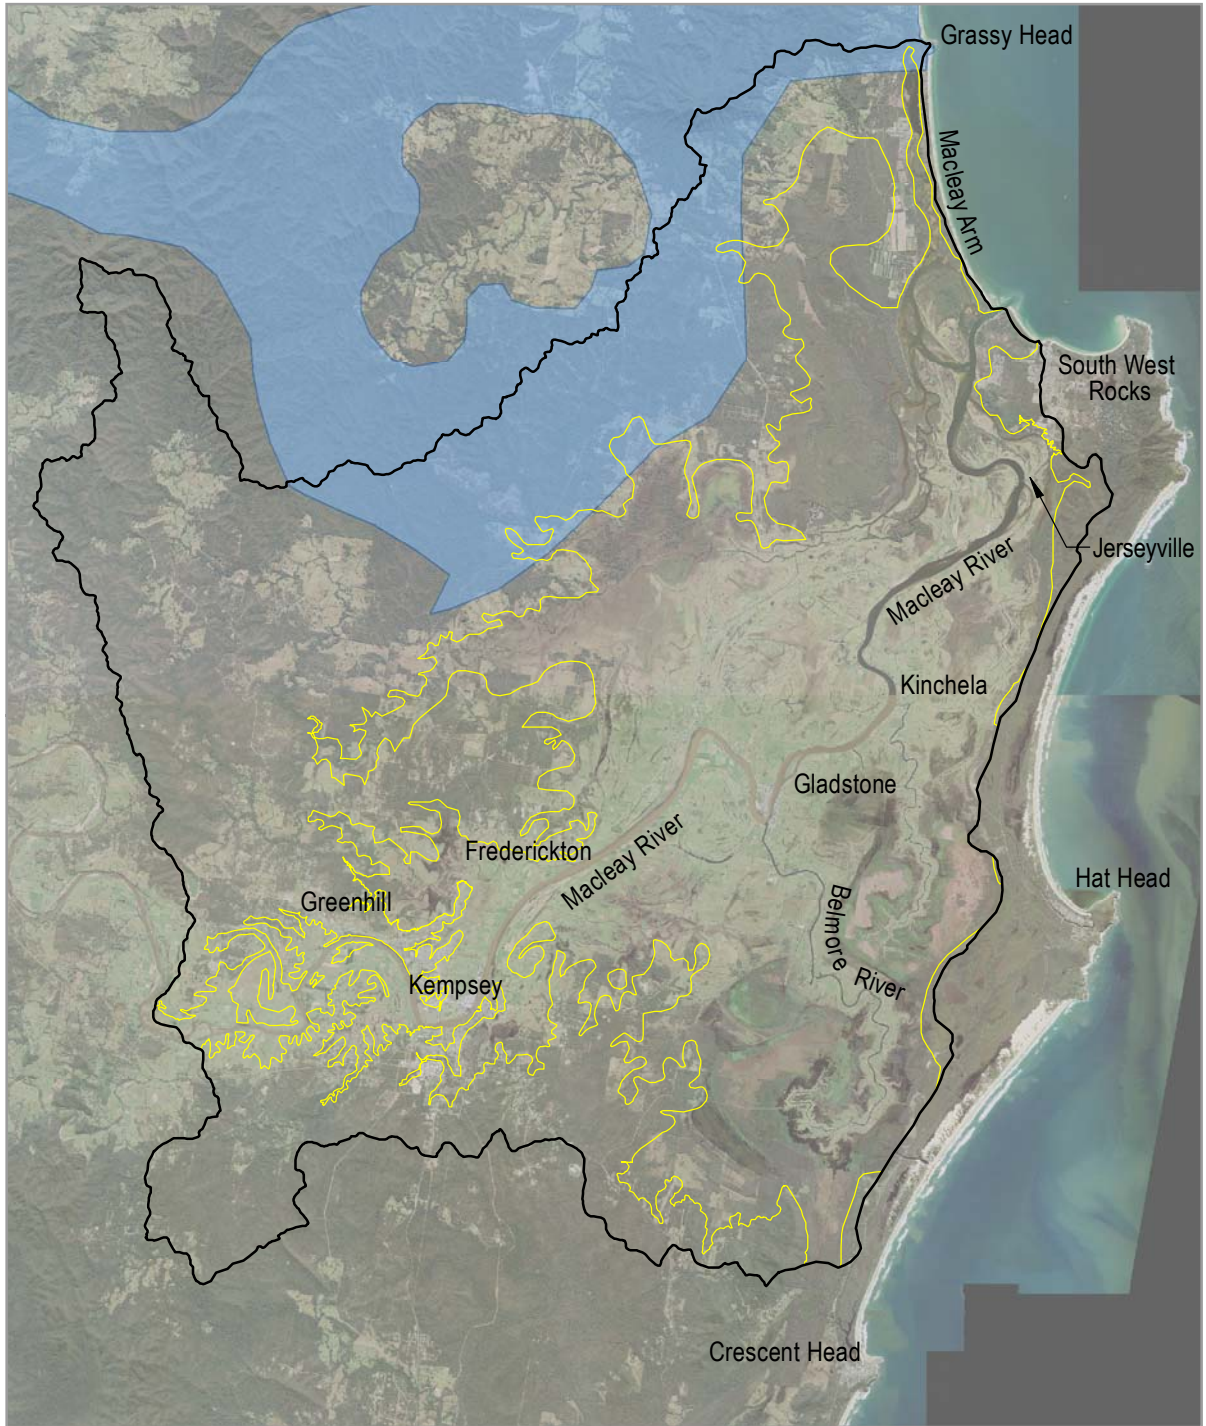 Grassy Head
Macleay Arm
South West
Rocks
Jerseyville
Macleay River
Kinchela
Gladstone
Macleay River
Frederickton
Hat Head
Greenhill
Belmore
River
Kempsey
Crescent Head